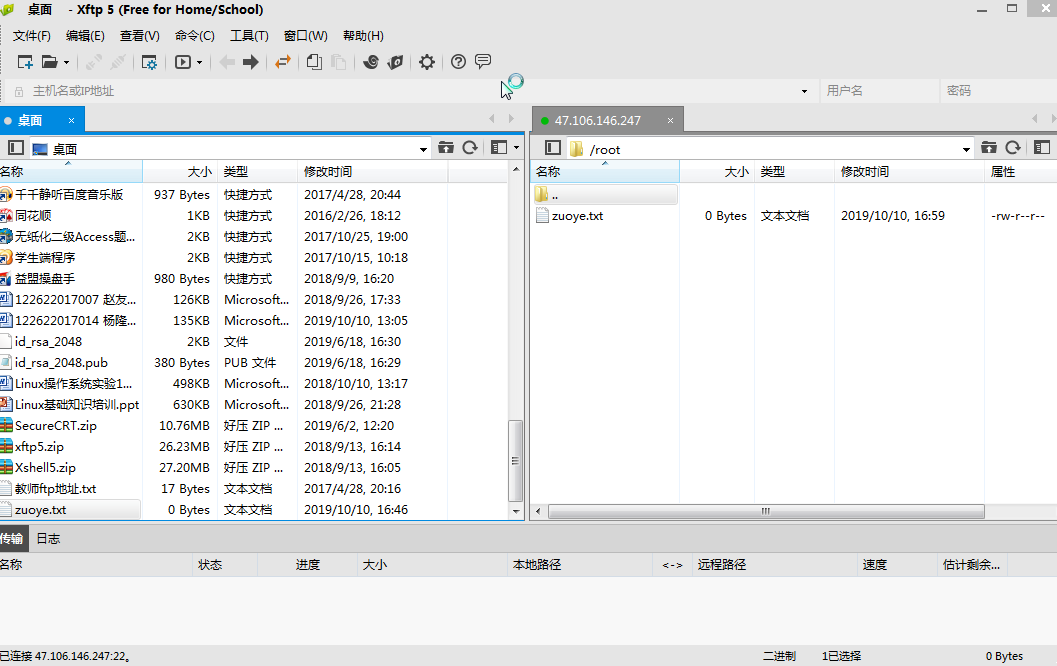 桌面 - Xftp 5 (Free for Home/School)
文件(F) 编辑(E) 查看(V) 命令(C) 工具(T) 窗口(W) 帮助(H)
主机名或IP地址 用户名 密码
桌面 × 47.106.146.247 ×
桌面 /root
名称 大小 类型 修改时间 名称 大小 类型 修改时间 属性
千千静听百度音乐版 937 Bytes 快捷方式 2017/4/28, 20:44 ..
同花顺 1KB 快捷方式 2016/2/26, 18:12 zuoye.txt 0 Bytes 文本文档 2019/10/10, 16:59 -rw-r--r--
无纸化二级Access题... 2KB 快捷方式 2017/10/25, 19:00
学生端程序 2KB 快捷方式 2017/10/15, 10:18
益盟操盘手 980 Bytes 快捷方式 2018/9/9, 16:20
122622017007 赵友... 126KB Microsoft... 2018/9/26, 17:33
122622017014 杨隆... 135KB Microsoft... 2019/10/10, 13:05
id_rsa_2048 2KB 文件 2019/6/18, 16:30
id_rsa_2048.pub 380 Bytes PUB 文件 2019/6/18, 16:29
Linux操作系统实验1... 498KB Microsoft... 2018/10/10, 13:17
Linux基础知识培训.ppt 630KB Microsoft... 2018/9/26, 21:28
SecureCRT.zip 10.76MB 好压 ZIP ... 2019/6/2, 12:20
xftp5.zip 26.23MB 好压 ZIP ... 2018/9/13, 16:14
Xshell5.zip 27.20MB 好压 ZIP ... 2018/9/13, 16:05
教师ftp地址.txt 17 Bytes 文本文档 2017/4/28, 20:16
zuoye.txt 0 Bytes 文本文档 2019/10/10, 16:46
传输 日志
名称 状态 进度 大小 本地路径 <-> 远程路径 速度 估计剩余...
已连接 47.106.146.247:22。 二进制 1已选择 0 Bytes